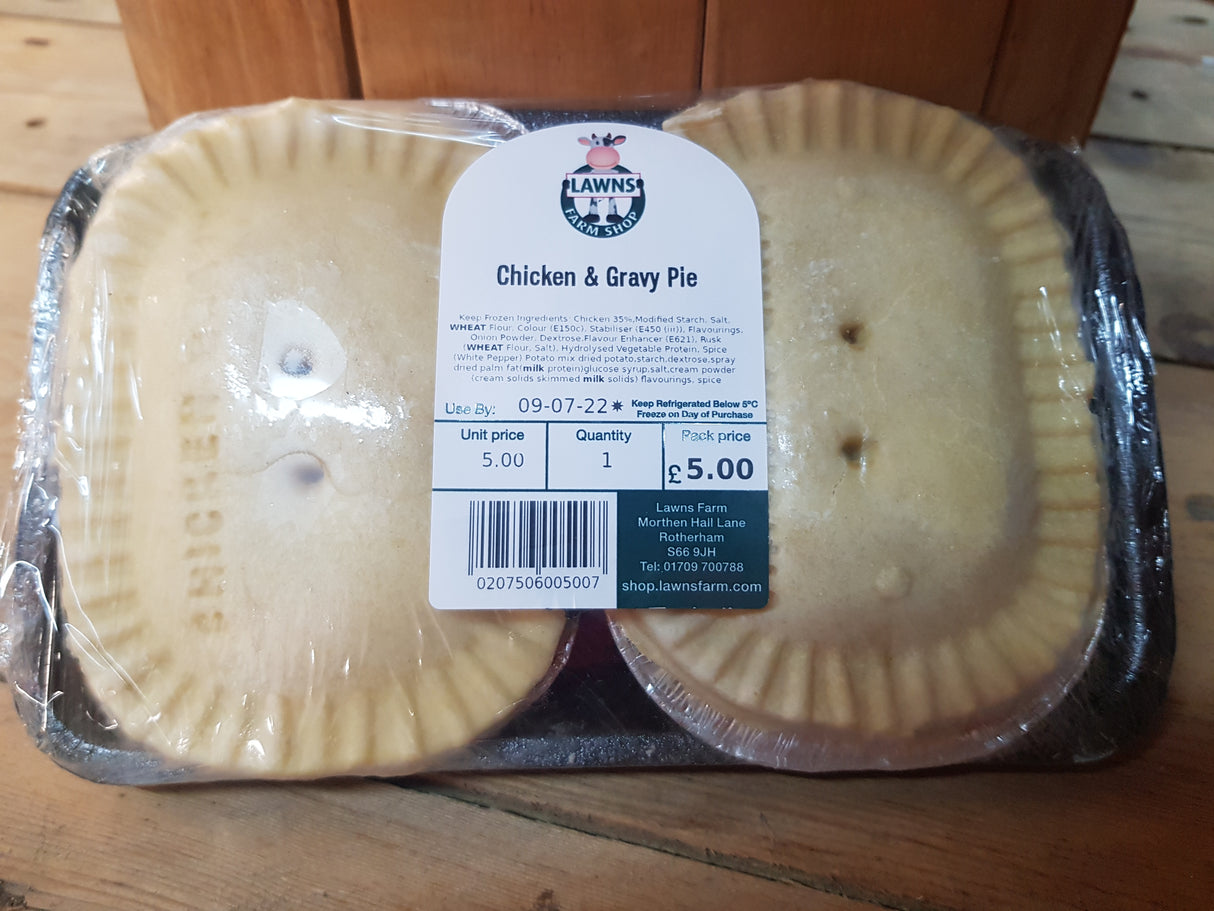 LAWNS
FARM SHOP
Chicken & Gravy Pie
Keep Frozen Ingredients: Chicken 35%,Modified Starch, Salt,
WHEAT Flour, Colour (E150c), Stabiliser (E450 (iii)), Flavourings,
Onion Powder, Dextrose,Flavour Enhancer (E621), Rusk
(WHEAT Flour, Salt), Hydrolysed Vegetable Protein, Spice
(White Pepper) Potato mix dried potato,starch,dextrose,spray
dried palm fat(milk protein)glucose syrup,salt,cream powder
(cream solids skimmed milk solids) flavourings, spice
Use By: 09-07-22✷ Keep Refrigerated Below 5°C
Freeze on Day of Purchase
Unit price Quantity Pack price
5.00 1 £5.00
0207506005007
Lawns Farm
Morthen Hall Lane
Rotherham
S66 9JH
Tel: 01709 700788
shop.lawnsfarm.com